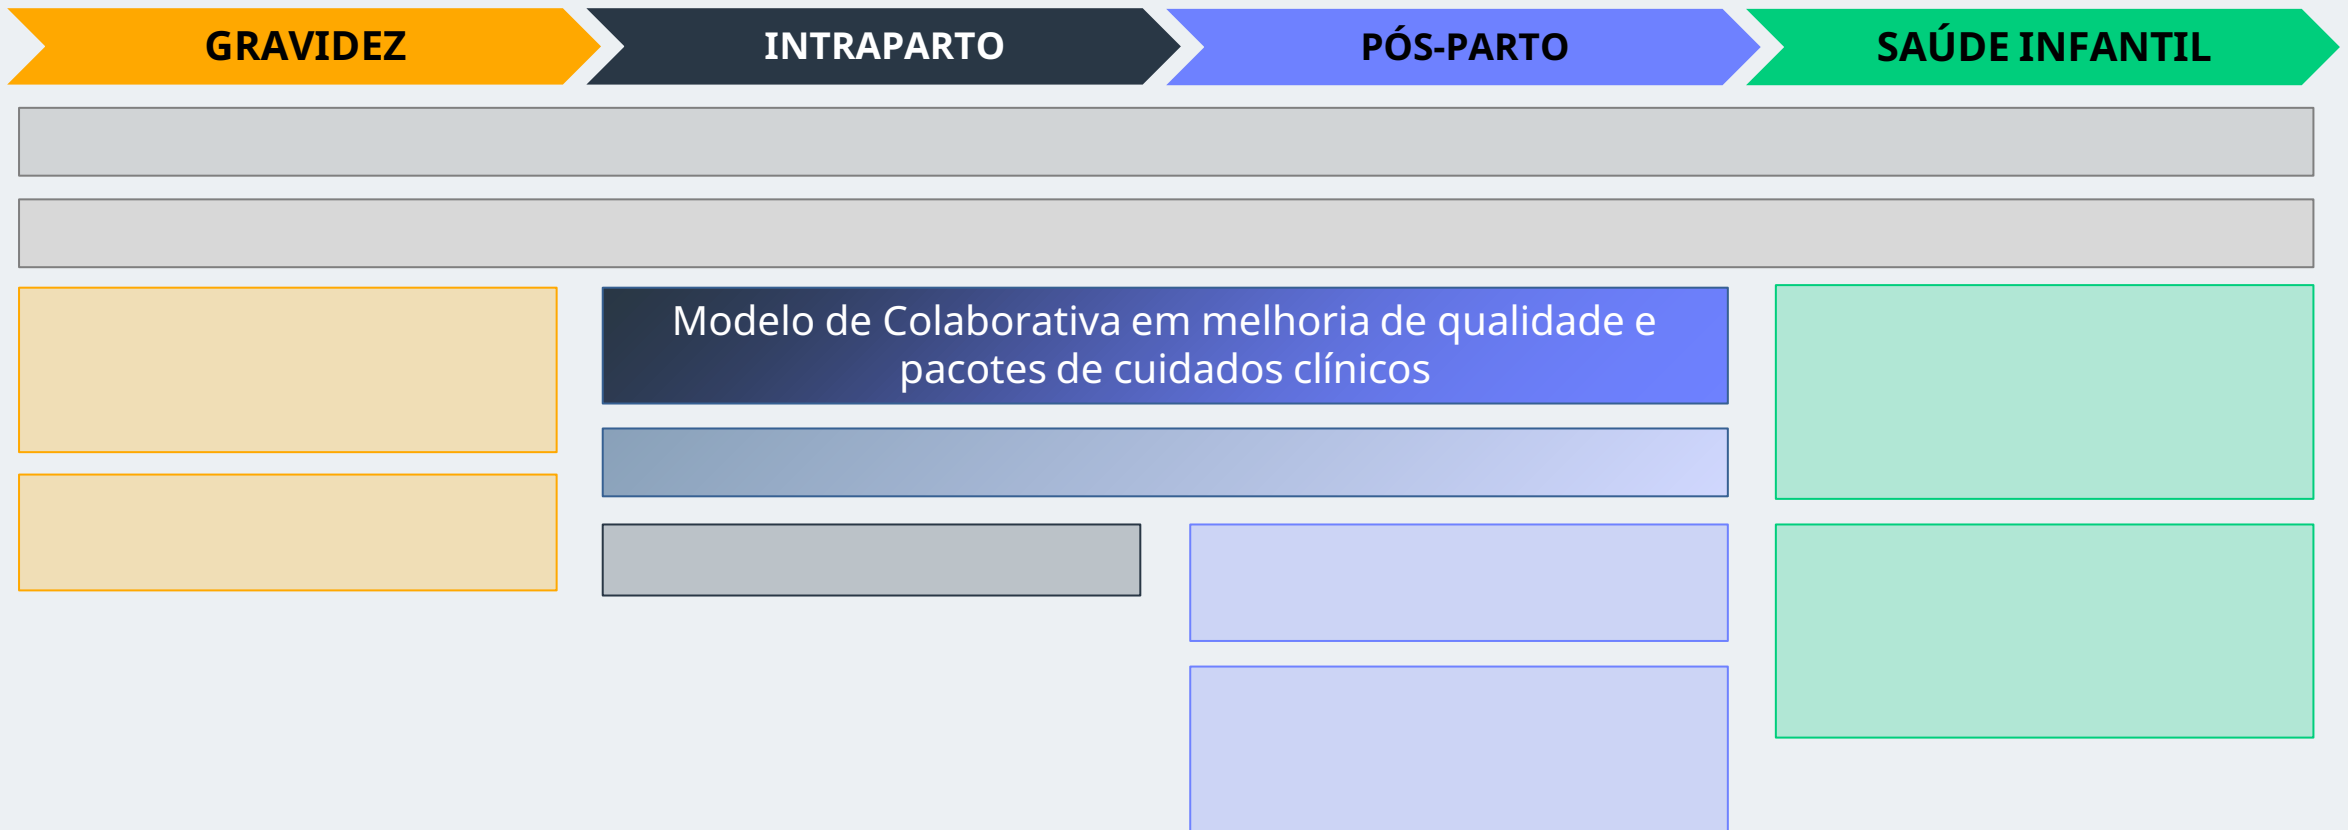 GRAVIDEZ
INTRAPARTO
PÓS-PARTO
SAÚDE INFANTIL
Modelo de Colaborativa em melhoria de qualidade e
pacotes de cuidados clínicos